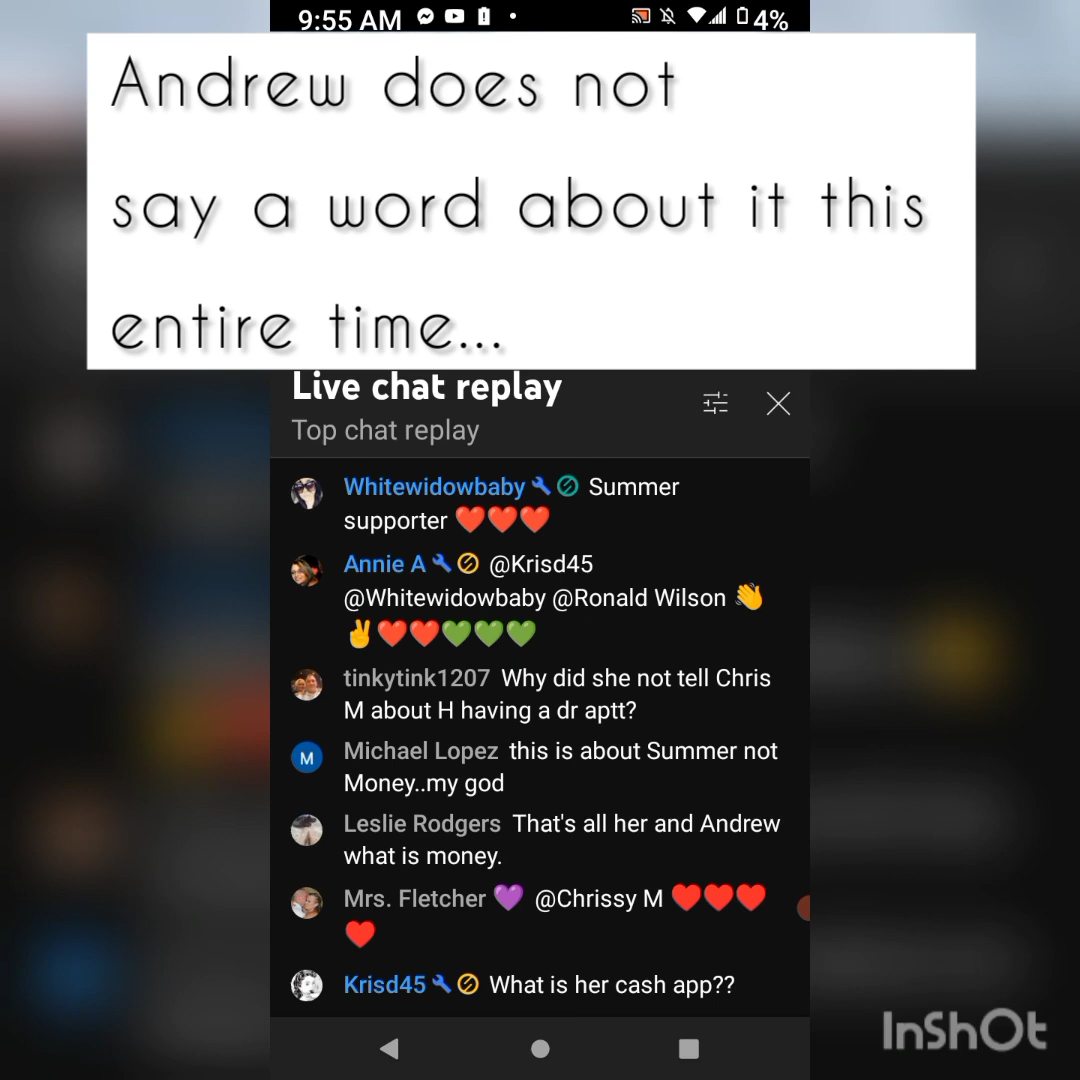 9:55 AM 4%
Andrew does not
say a word about it this
entire time...
Live chat replay
Top chat replay
Whitewidowbaby Summer
supporter ❤️❤️❤️
Annie A @Krisd45
@Whitewidowbaby @Ronald Wilson 👋
✌️❤️❤️💚💚💚
tinkytink1207 Why did she not tell Chris
M about H having a dr aptt?
M
Michael Lopez this is about Summer not
Money..my god
Leslie Rodgers That's all her and Andrew
what is money.
Mrs. Fletcher 💜 @Chrissy M ❤️❤️❤️
❤️
Krisd45 What is her cash app??
InShOt